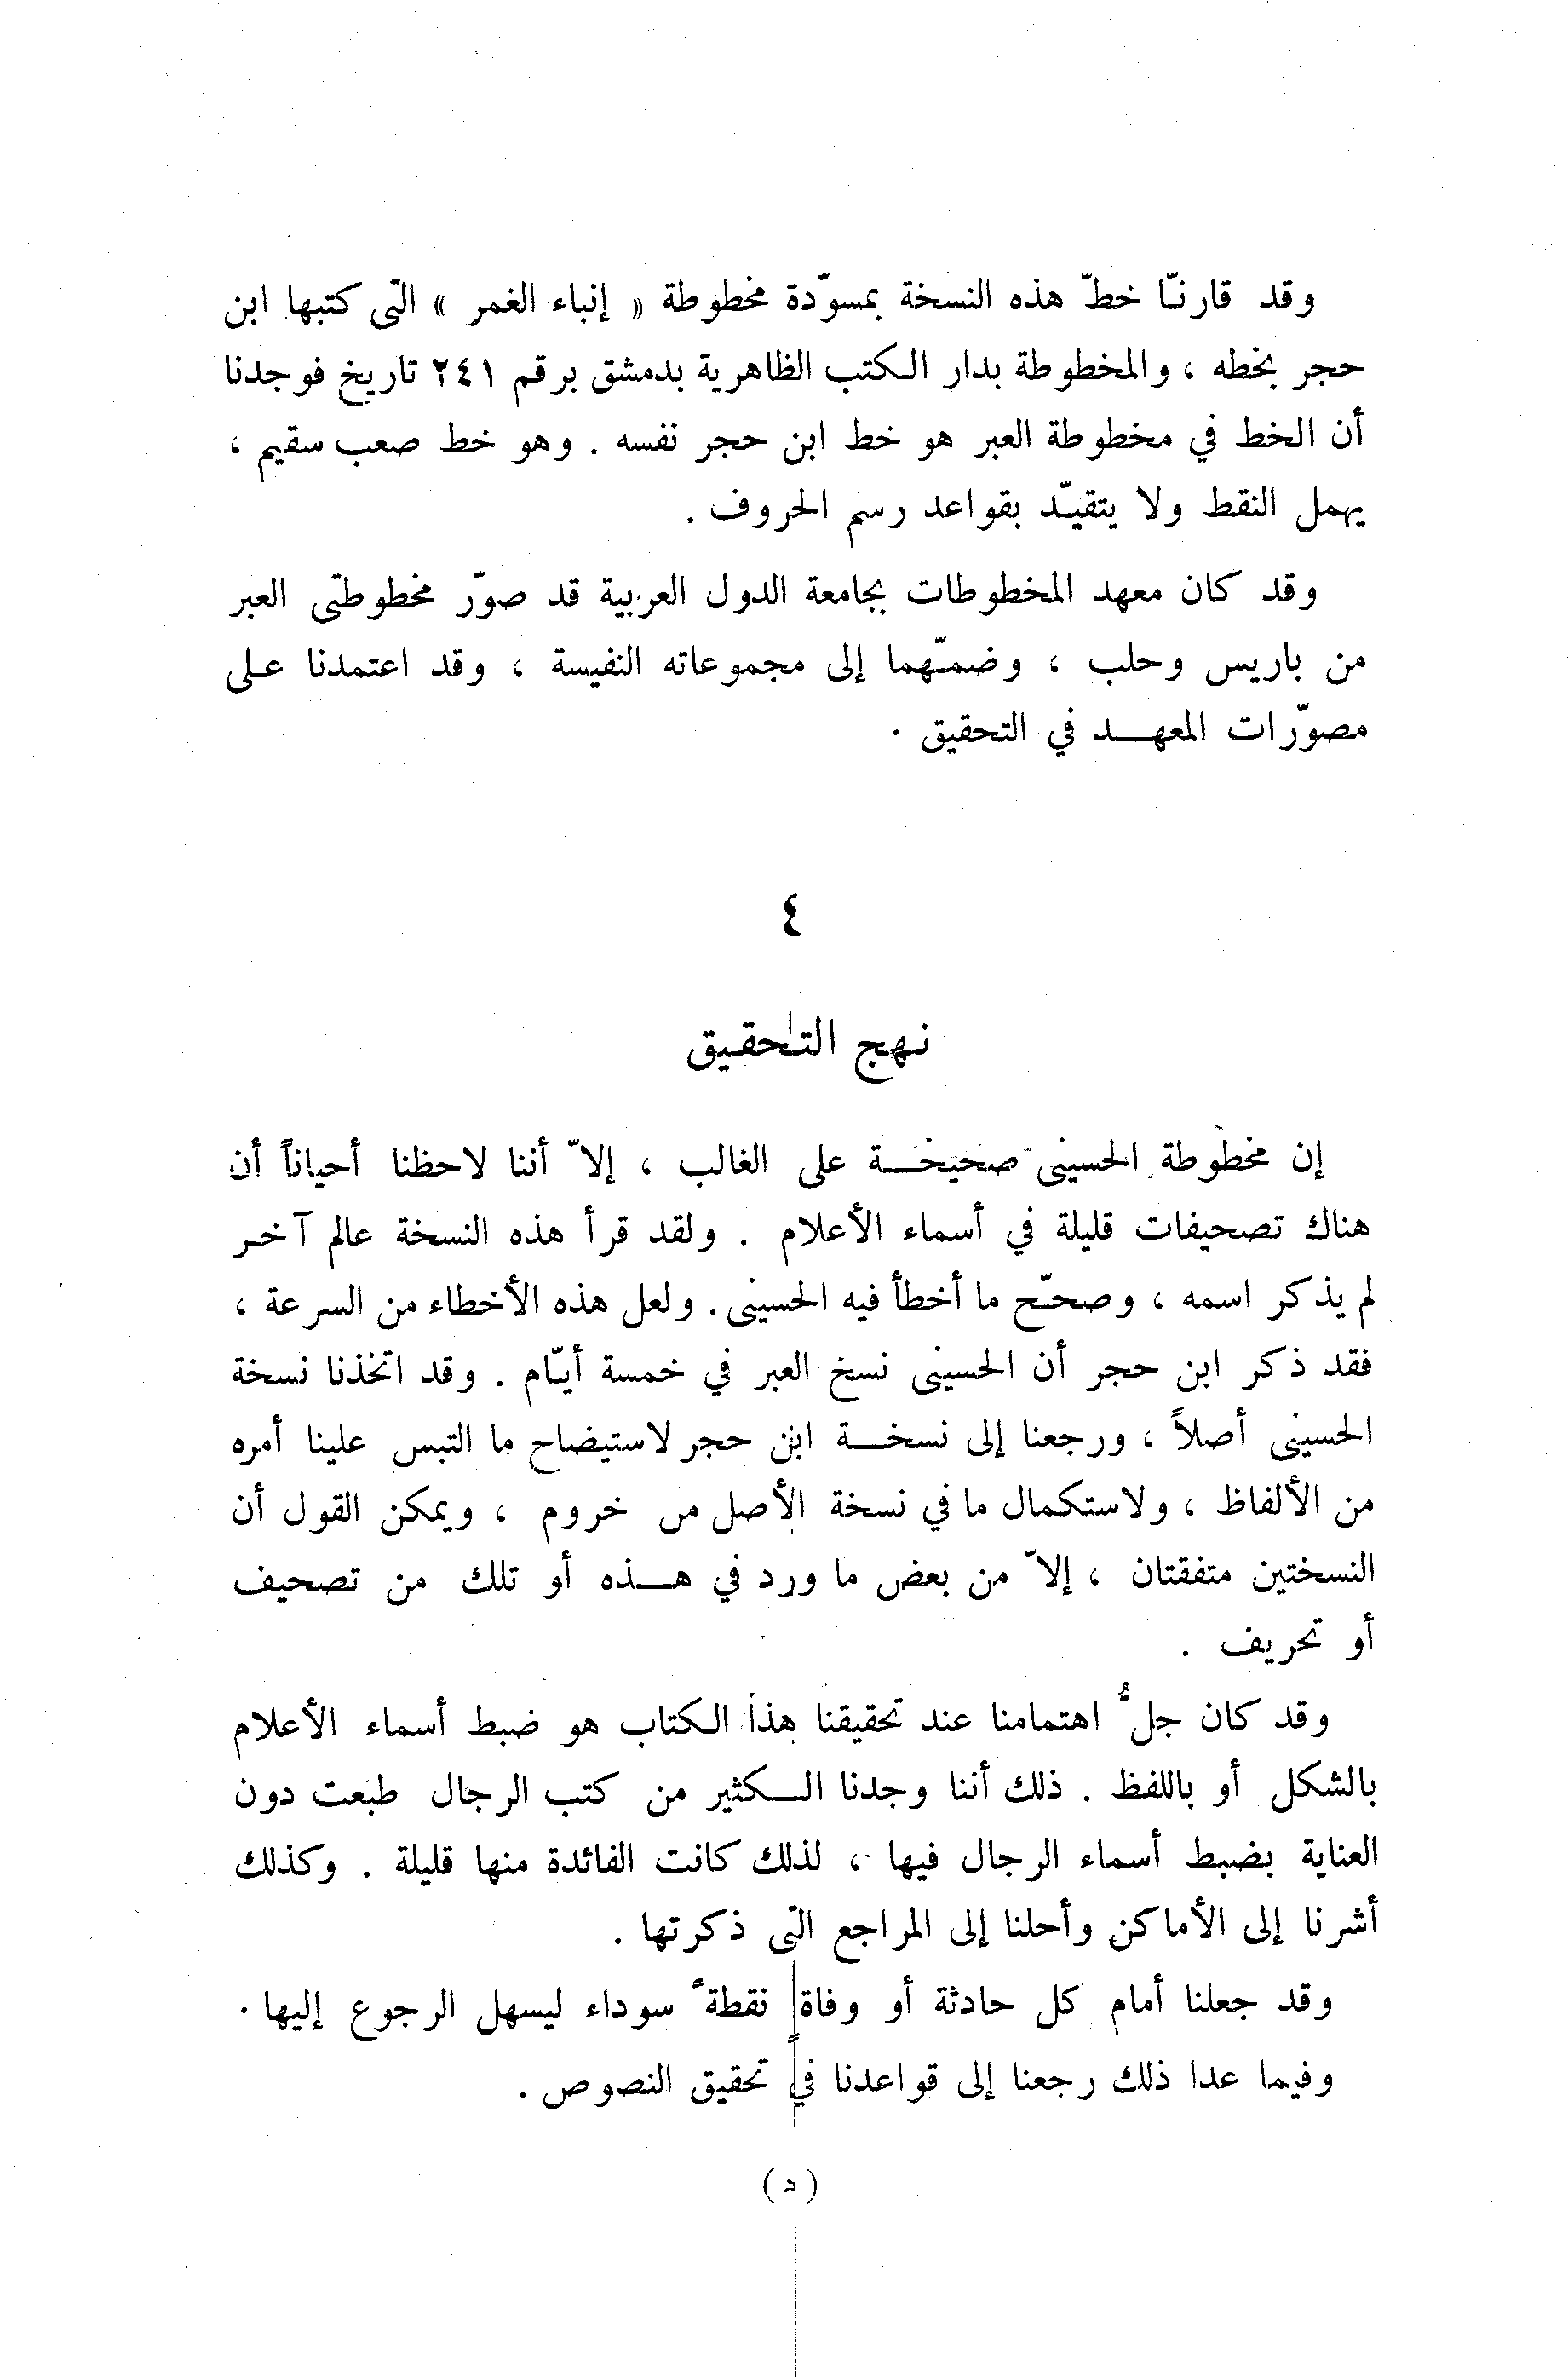 وقد قارنّا خطّ هذه النسخة بمسوّدة مخطوطة « إنباء الغمر » التي كتبها ابن
حجر بخطه ، والمخطوطة بدار الكتب الظاهرية بدمشق برقم ٢٤١ تاريخ فوجدنا
أن الخط في مخطوطة العبر هو خط ابن حجر نفسه . وهو خط صعب سقيم ،
يهمل النقط ولا يتقيّد بقواعد رسم الحروف .
وقد كان معهد المخطوطات بجامعة الدول العربية قد صوّر مخطوطتى العبر
من باريس وحلب ، وضمّهما إلى مجموعاته النفيسة ، وقد اعتمدنا على
مصوّرات المعهد في التحقيق .
٤
نهج التحقيق
إن مخطوطة الحسينى صحيحة على الغالب ، إلاّ أننا لاحظنا أحياناً أن
هناك تصحيفات قليلة في أسماء الأعلام . ولقد قرأ هذه النسخة عالم آخر
لم يذكر اسمه ، وصحّح ما أخطأ فيه الحسينى . ولعل هذه الأخطاء من السرعة ،
فقد ذكر ابن حجر أن الحسينى نسخ العبر في خمسة أيّام . وقد اتخذنا نسخة
الحسينى أصلاً ، ورجعنا إلى نسخة ابن حجر لاستيضاح ما التبس علينا أمره
من الألفاظ ، ولاستكمال ما في نسخة الأصل من خروم ، ويمكن القول أن
النسختين متفقتان ، إلاّ من بعض ما ورد في هذه أو تلك من تصحيف
أو تحريف .
وقد كان جلُّ اهتمامنا عند تحقيقنا هذا الكتاب هو ضبط أسماء الأعلام
بالشكل أو باللفظ . ذلك أننا وجدنا الكثير من كتب الرجال طبعت دون
العناية بضبط أسماء الرجال فيها ، لذلك كانت الفائدة منها قليلة . وكذلك
أشرنا إلى الأماكن وأحلنا إلى المراجع التى ذكرتها .
وقد جعلنا أمام كل حادثة أو وفاة نقطة سوداء ليسهل الرجوع إليها .
وفيما عدا ذلك رجعنا إلى قواعدنا في تحقيق النصوص .
( د )